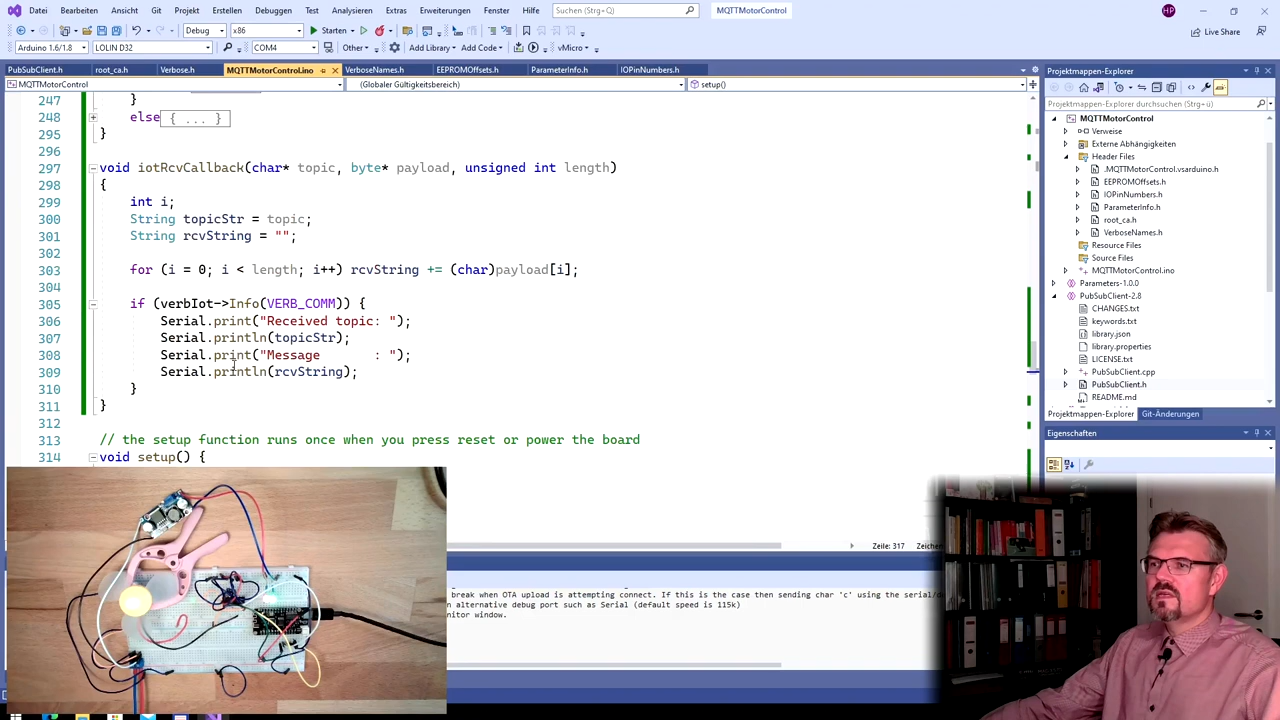 Datei Bearbeiten Ansicht Git Projekt Erstellen Debuggen Test Analysieren Extras Erweiterungen Fenster Hilfe Suchen (Strg+Q) MQTTMotorControl HP
Debug x86 Starten Live Share
Arduino 1.6/1.8 LOLIN D32 COM4 Other Add Library Add Code vMicro
PubSubClient.h root_ca.h Verbose.h MQTTMotorControl.ino VerboseNames.h EEPROMOffsets.h ParameterInfo.h IOPinNumbers.h
MQTTMotorControl (Globaler Gültigkeitsbereich) setup()
247 }
248 else { ... }
295 }
296
297 void iotRcvCallback(char* topic, byte* payload, unsigned int length)
298 {
299 int i;
300 String topicStr = topic;
301 String rcvString = "";
302
303 for (i = 0; i < length; i++) rcvString += (char)payload[i];
304
305 if (verbIot->Info(VERB_COMM)) {
306 Serial.print("Received topic: ");
307 Serial.println(topicStr);
308 Serial.print("Message       : ");
309 Serial.println(rcvString);
310 }
311 }
312
313 // the setup function runs once when you press reset or power the board
314 void setup() {
Zeile: 317 Zeichen
break when OTA upload is attempting connect. If this is the case then sending char 'c' using the serial/de
n alternative debug port such as Serial (default speed is 115k)
nitor window.
Projektmappen-Explorer
Projektmappen-Explorer durchsuchen (Strg+ü)
MQTTMotorControl
Verweise
Externe Abhängigkeiten
Header Files
.MQTTMotorControl.vsarduino.h
EEPROMOffsets.h
IOPinNumbers.h
ParameterInfo.h
root_ca.h
VerboseNames.h
Resource Files
Source Files
MQTTMotorControl.ino
Parameters-1.0.0
PubSubClient-2.8
CHANGES.txt
keywords.txt
library.json
library.properties
LICENSE.txt
PubSubClient.cpp
PubSubClient.h
README.md
Projektmappen-Explorer Git-Änderungen
Eigenschaften